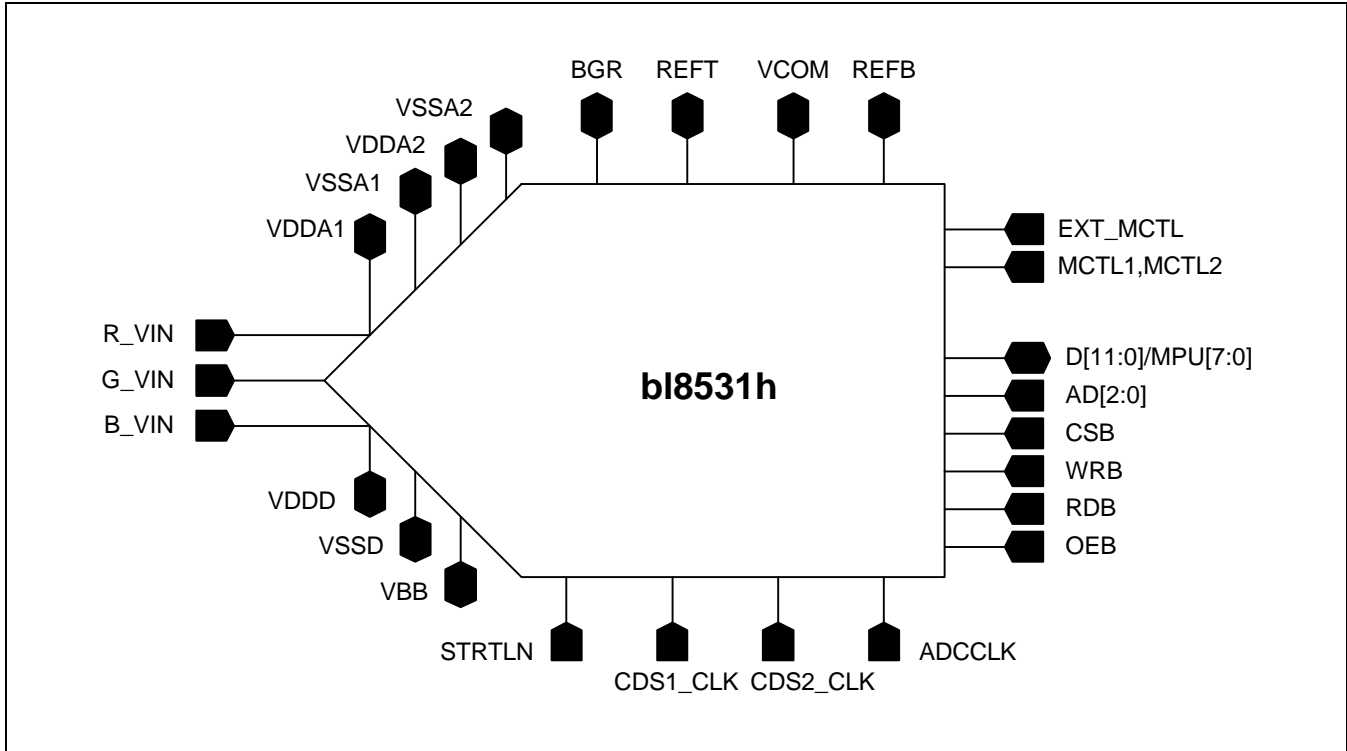 BGR REFT VCOM REFB
VSSA2
VDDA2
VSSA1
VDDA1
EXT_MCTL
MCTL1,MCTL2
R_VIN
G_VIN
B_VIN
bl8531h
D[11:0]/MPU[7:0]
AD[2:0]
CSB
WRB
RDB
OEB
VDDD
VSSD
VBB
STRTLN
CDS1_CLK CDS2_CLK
ADCCLK